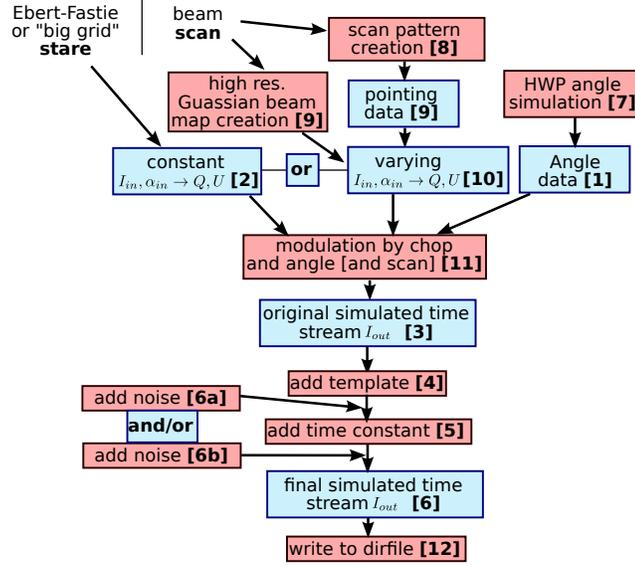 Ebert-Fastie
or "big grid"
stare
beam
scan
scan pattern
creation [8]
high res.
Guassian beam
map creation [9]
pointing
data [9]
HWP angle
simulation [7]
constant
I_in, α_in → Q, U [2]
or
varying
I_in, α_in → Q, U [10]
Angle
data [1]
modulation by chop
and angle [and scan] [11]
original simulated time
stream I_out [3]
add template [4]
add noise [6a]
and/or
add time constant [5]
add noise [6b]
final simulated time
stream I_out [6]
write to dirfile [12]